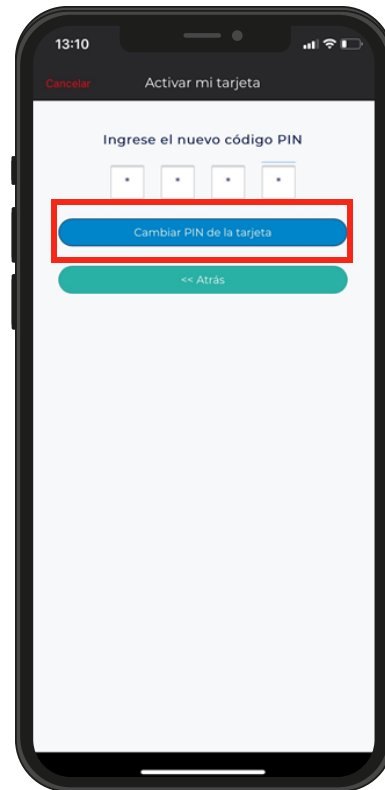 13:10
Cancelar Activar mi tarjeta
Ingrese el nuevo código PIN
* * * *
Cambiar PIN de la tarjeta
<< Atrás